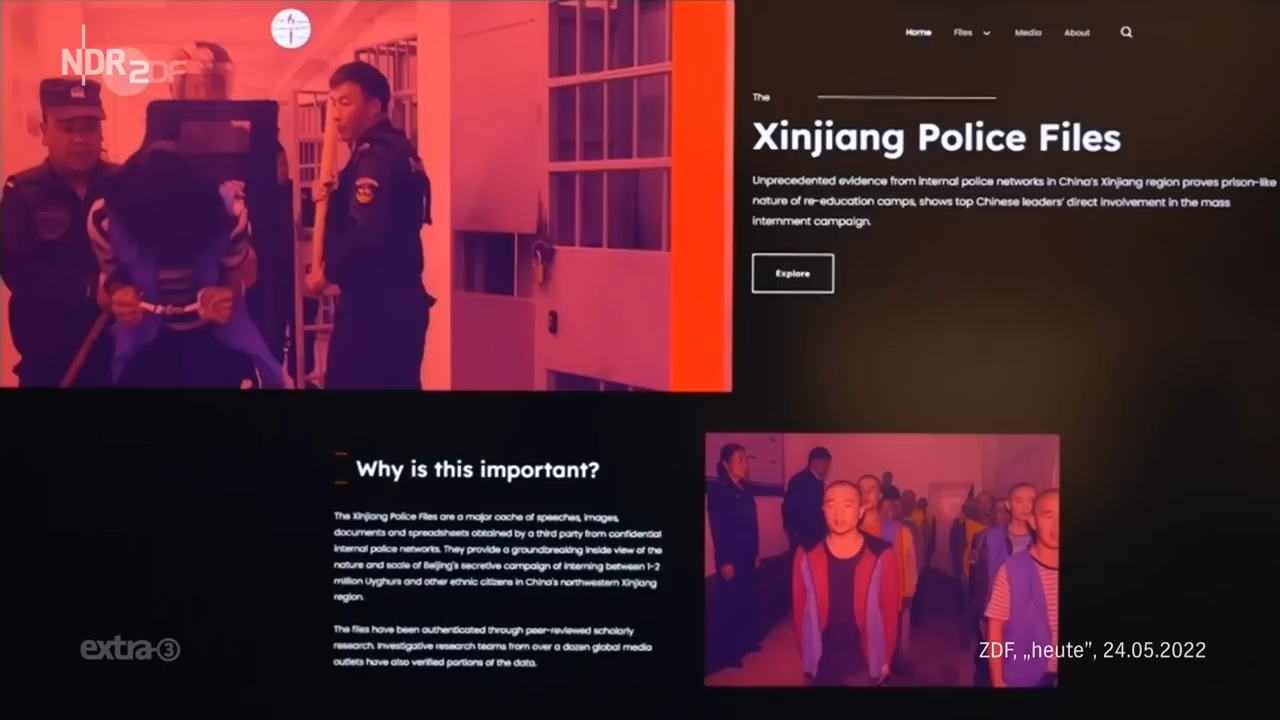 NDR
2DF
Home
Files
Media
About
The
Xinjiang Police Files
Unprecedented evidence from internal police networks in China's Xinjiang region proves prison-like
nature of re-education camps, shows top Chinese leaders' direct involvement in the mass
internment campaign.
Explore
Why is this important?
The Xinjiang Police Files are a major cache of speeches, images,
documents and spreadsheets obtained by a third party from confidential
internal police networks. They provide a groundbreaking inside view of the
nature and scale of Beijing's secretive campaign of interning between 1-2
million Uyghurs and other ethnic citizens in China's northwestern Xinjiang
region.
The files have been authenticated through peer-reviewed scholarly
research. Investigative research teams from over a dozen global media
outlets have also verified portions of the data.
extra 3
ZDF, „heute”, 24.05.2022